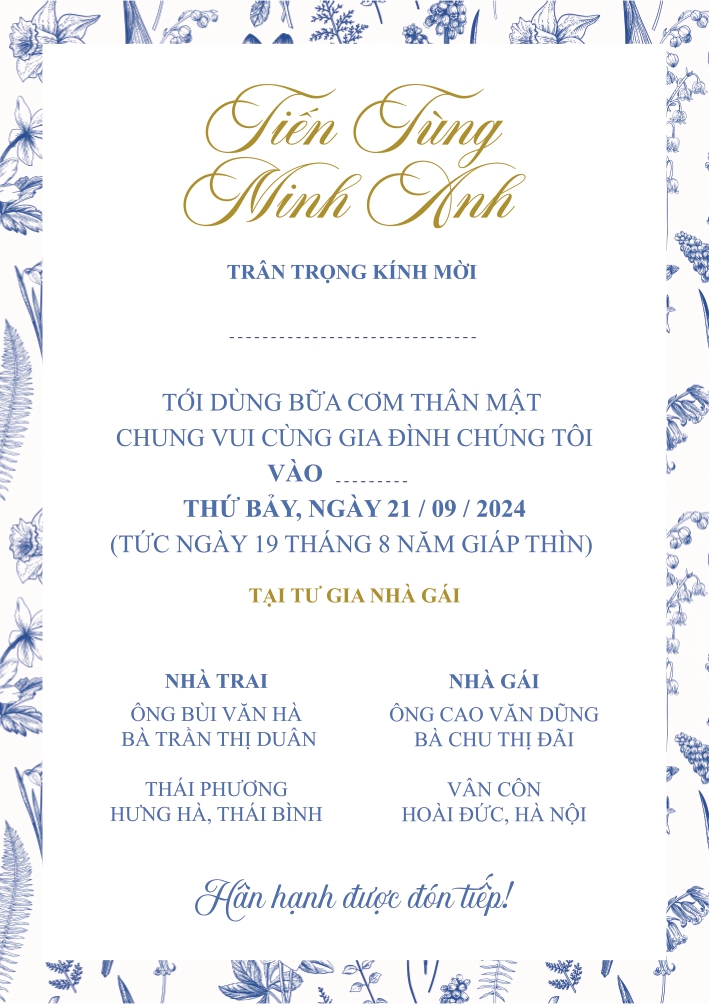 Tiến Tùng
Minh Anh
TRÂN TRỌNG KÍNH MỜI
------------------------------
TỚI DÙNG BỮA CƠM THÂN MẬT
CHUNG VUI CÙNG GIA ĐÌNH CHÚNG TÔI
VÀO ---------
THỨ BẢY, NGÀY 21 / 09 / 2024
(TỨC NGÀY 19 THÁNG 8 NĂM GIÁP THÌN)
TẠI TƯ GIA NHÀ GÁI
NHÀ TRAI
ÔNG BÙI VĂN HÀ
BÀ TRẦN THỊ DUÂN
THÁI PHƯƠNG
HƯNG HÀ, THÁI BÌNH
NHÀ GÁI
ÔNG CAO VĂN DŨNG
BÀ CHU THỊ ĐÃI
VÂN CÔN
HOÀI ĐỨC, HÀ NỘI
Hân hạnh được đón tiếp!